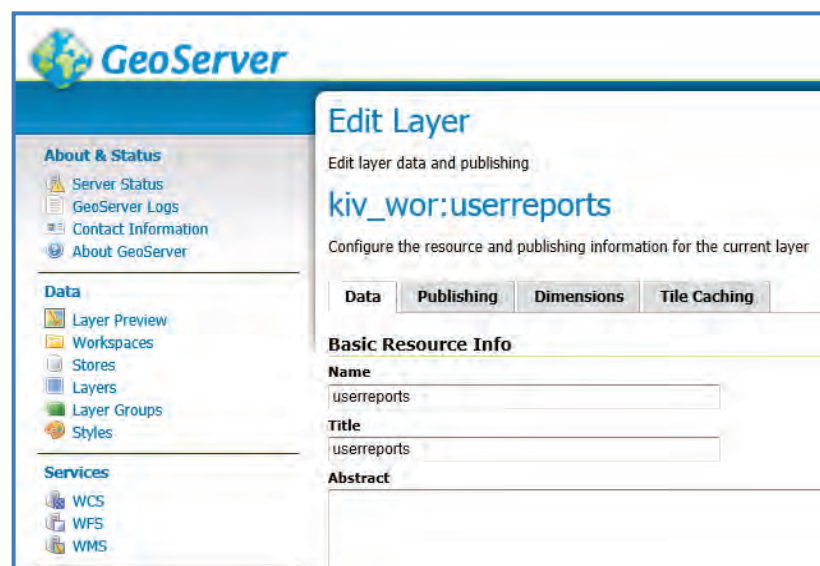 GeoServer
About & Status
Server Status
GeoServer Logs
Contact Information
About GeoServer
Data
Layer Preview
Workspaces
Stores
Layers
Layer Groups
Styles
Services
WCS
WFS
WMS
Edit Layer
Edit layer data and publishing
kiv_wor:userreports
Configure the resource and publishing information for the current layer
Data Publishing Dimensions Tile Caching
Basic Resource Info
Name
userreports
Title
userreports
Abstract